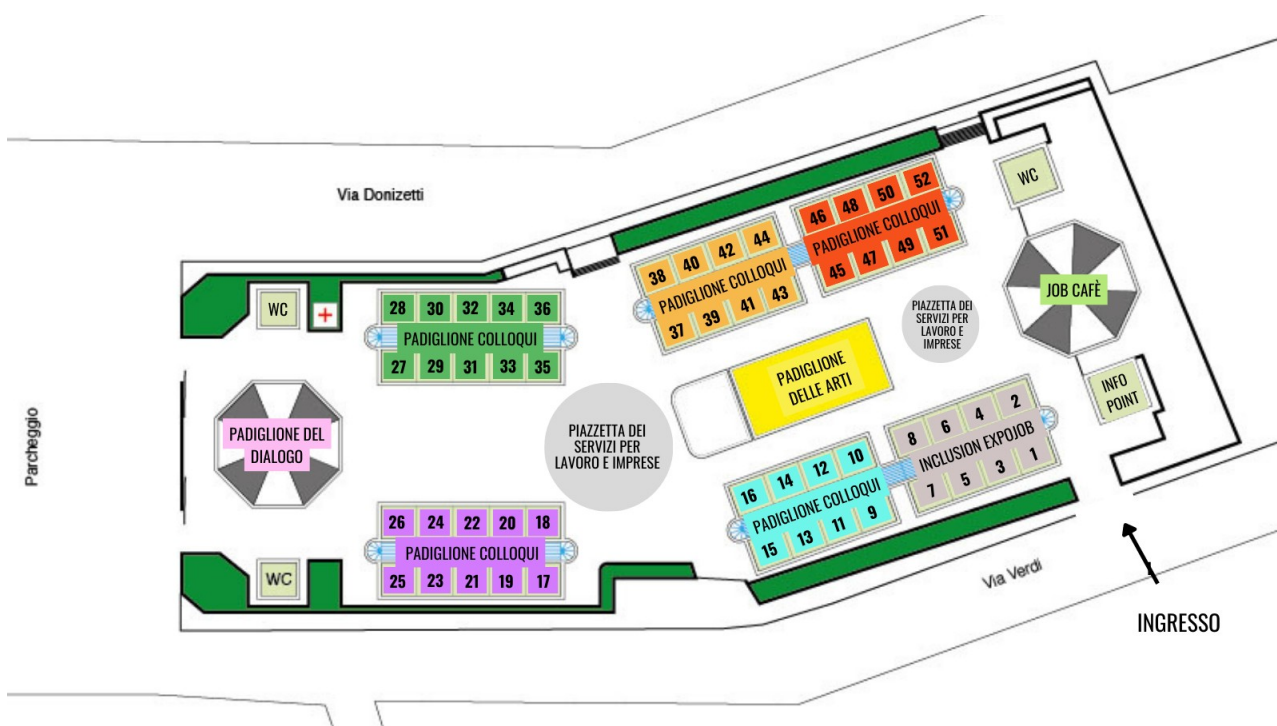 Via Donizetti
WC
52
50
48
46
PADIGLIONE COLLOQUI
51
49
47
45
44
42
40
38
PADIGLIONE COLLOQUI
43
41
39
37
JOB CAFÈ
PIAZZETTA DEI
SERVIZI PER
LAVORO E
IMPRESE
WC
+
28 30 32 34 36
PADIGLIONE COLLOQUI
27 29 31 33 35
PADIGLIONE
DELLE ARTI
INFO
POINT
Parcheggio
PADIGLIONE DEL
DIALOGO
PIAZZETTA DEI
SERVIZI PER
LAVORO E IMPRESE
8 6 4 2
INCLUSION EXPOJOB
7 5 3 1
16 14 12 10
PADIGLIONE COLLOQUI
15 13 11 9
26 24 22 20 18
PADIGLIONE COLLOQUI
25 23 21 19 17
WC
Via Verdi
INGRESSO